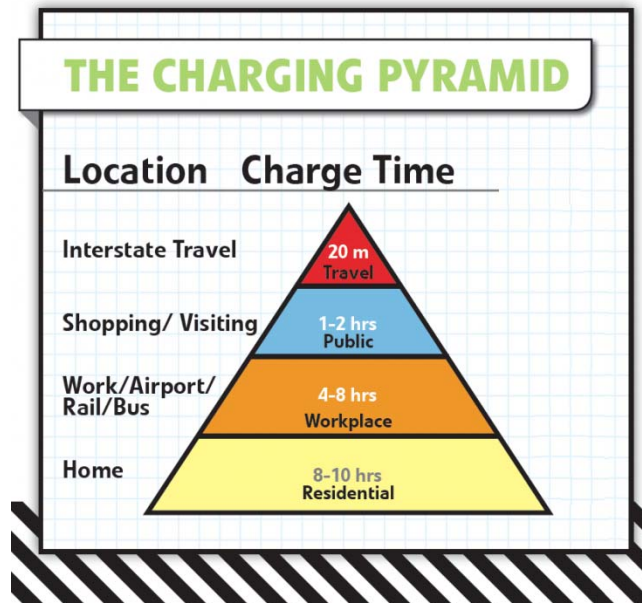 THE CHARGING PYRAMID
Location Charge Time
Interstate Travel
20 m
Travel
Shopping/ Visiting
1-2 hrs
Public
Work/Airport/
Rail/Bus
4-8 hrs
Workplace
Home
8-10 hrs
Residential